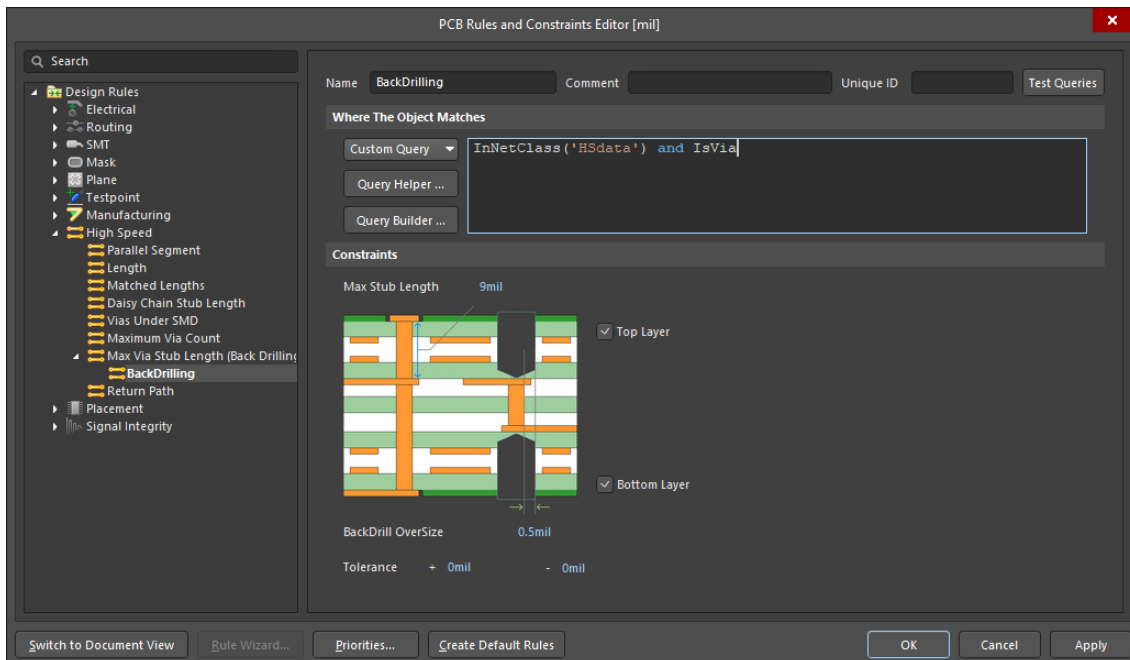 PCB Rules and Constraints Editor [mil]
Search
Design Rules
Electrical
Routing
SMT
Mask
Plane
Testpoint
Manufacturing
High Speed
Parallel Segment
Length
Matched Lengths
Daisy Chain Stub Length
Vias Under SMD
Maximum Via Count
Max Via Stub Length (Back Drilling
BackDrilling
Return Path
Placement
Signal Integrity
Name BackDrilling Comment Unique ID Test Queries
Where The Object Matches
Custom Query InNetClass('HSdata') and IsVia
Query Helper ...
Query Builder ...
Constraints
Max Stub Length 9mil
Top Layer
Bottom Layer
BackDrill OverSize 0.5mil
Tolerance + 0mil - 0mil
Switch to Document View Rule Wizard... Priorities... Create Default Rules OK Cancel Apply